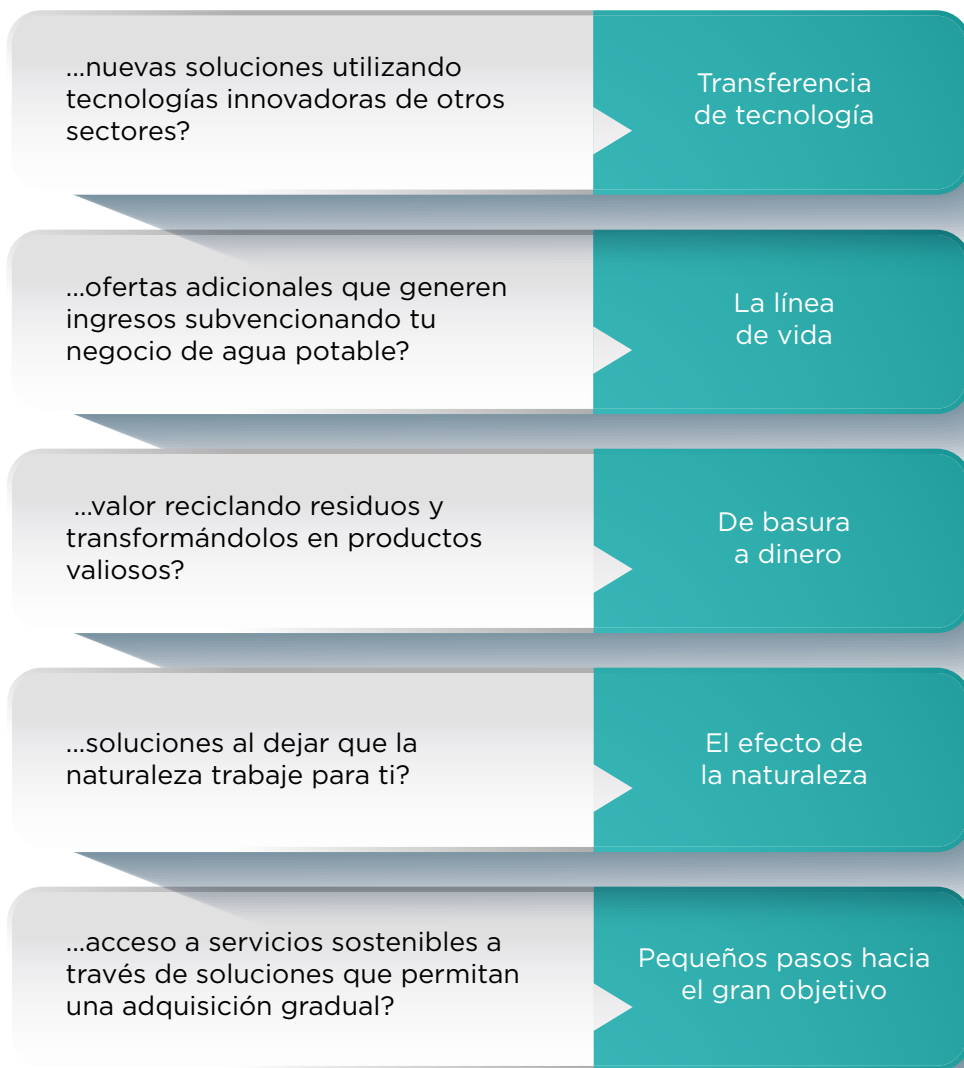 ...nuevas soluciones utilizando
tecnologías innovadoras de otros
sectores?
Transferencia
de tecnología
...ofertas adicionales que generen
ingresos subvencionando tu
negocio de agua potable?
La línea
de vida
...valor reciclando residuos y
transformándolos en productos
valiosos?
De basura
a dinero
...soluciones al dejar que la
naturaleza trabaje para ti?
El efecto de
la naturaleza
...acceso a servicios sostenibles a
través de soluciones que permitan
una adquisición gradual?
Pequeños pasos hacia
el gran objetivo